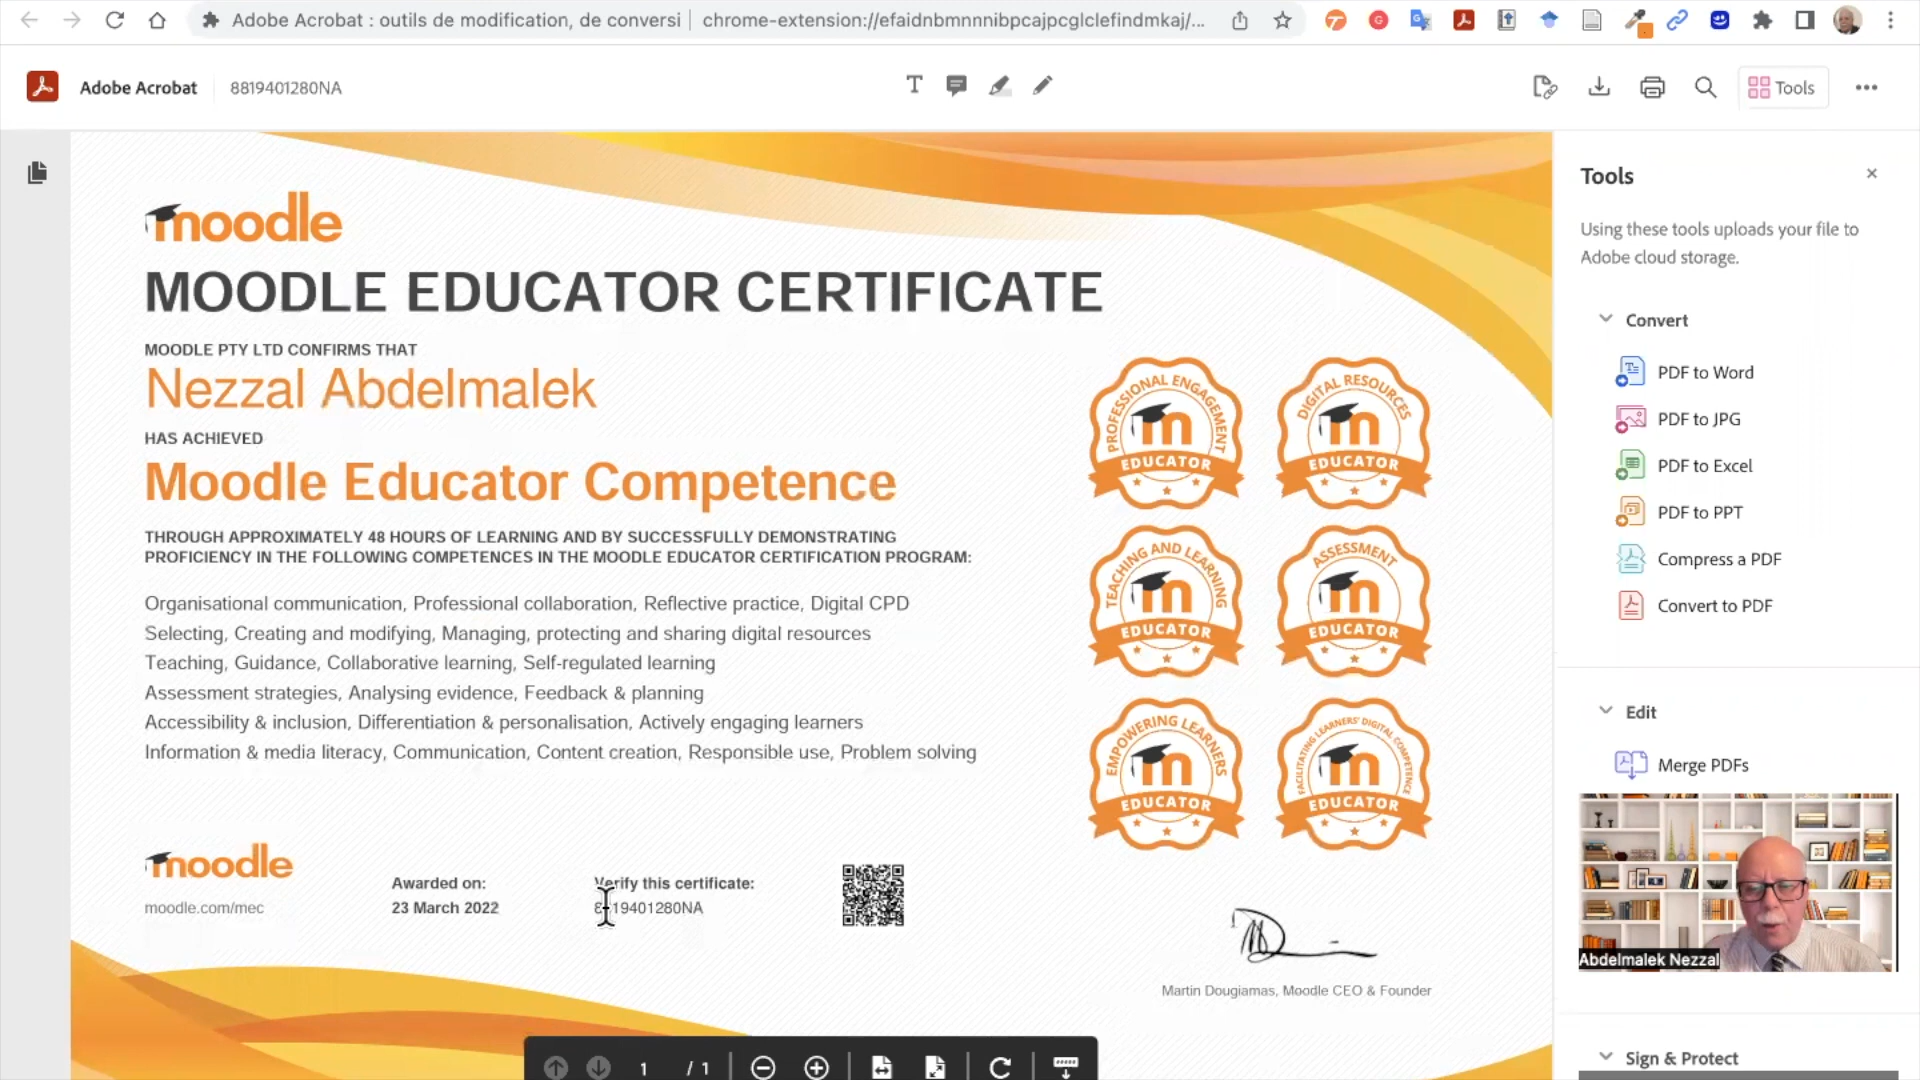 Adobe Acrobat : outils de modification, de conversi chrome-extension://efaidnbmnnnibpcajpcglclefindmkaj/...
Adobe Acrobat 8819401280NA
Tools
moodle
MOODLE EDUCATOR CERTIFICATE
MOODLE PTY LTD CONFIRMS THAT
Nezzal Abdelmalek
HAS ACHIEVED
Moodle Educator Competence
THROUGH APPROXIMATELY 48 HOURS OF LEARNING AND BY SUCCESSFULLY DEMONSTRATING
PROFICIENCY IN THE FOLLOWING COMPETENCES IN THE MOODLE EDUCATOR CERTIFICATION PROGRAM:
Organisational communication, Professional collaboration, Reflective practice, Digital CPD
Selecting, Creating and modifying, Managing, protecting and sharing digital resources
Teaching, Guidance, Collaborative learning, Self-regulated learning
Assessment strategies, Analysing evidence, Feedback & planning
Accessibility & inclusion, Differentiation & personalisation, Actively engaging learners
Information & media literacy, Communication, Content creation, Responsible use, Problem solving
PROFESSIONAL ENGAGEMENT
m
EDUCATOR
DIGITAL RESOURCES
m
EDUCATOR
TEACHING AND LEARNING
m
EDUCATOR
ASSESSMENT
m
EDUCATOR
EMPOWERING LEARNERS
m
EDUCATOR
FACILITATING LEARNERS' DIGITAL COMPETENCE
m
EDUCATOR
moodle
moodle.com/mec
Awarded on:
23 March 2022
Verify this certificate:
8819401280NA
Martin Dougiamas, Moodle CEO & Founder
1 / 1
Tools
Using these tools uploads your file to
Adobe cloud storage.
Convert
PDF to Word
PDF to JPG
PDF to Excel
PDF to PPT
Compress a PDF
Convert to PDF
Edit
Merge PDFs
Abdelmalek Nezzal
Sign & Protect